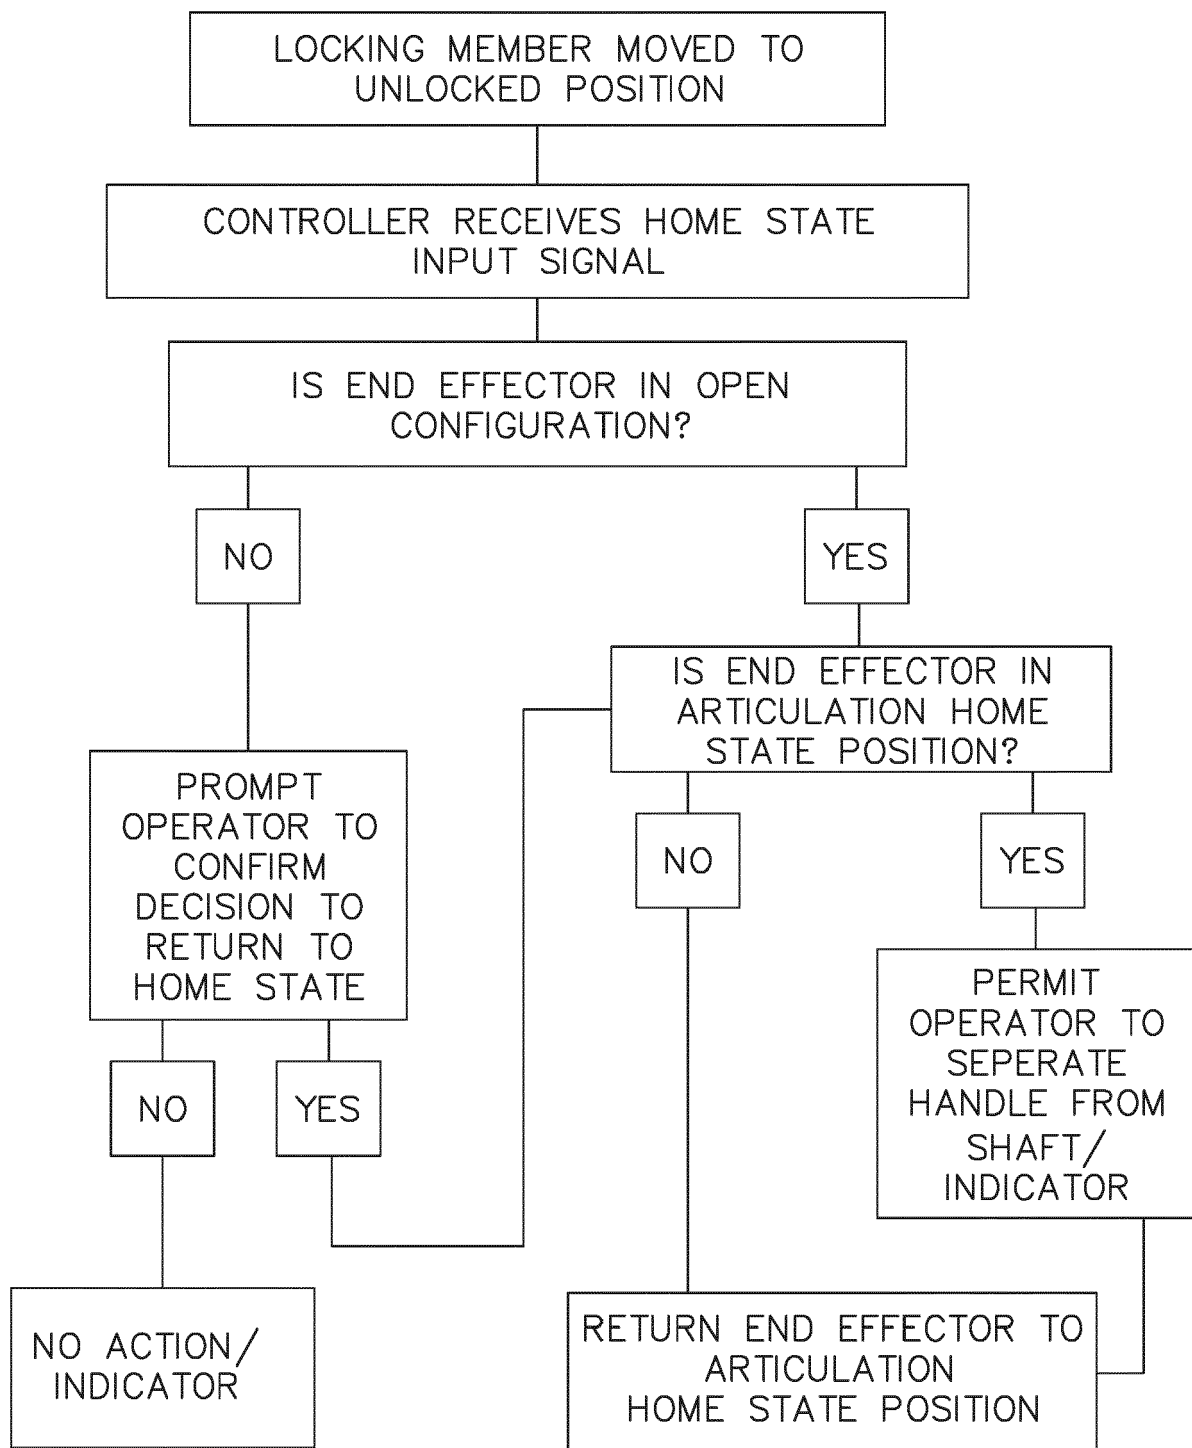 LOCKING MEMBER MOVED TO
UNLOCKED POSITION
CONTROLLER RECEIVES HOME STATE
INPUT SIGNAL
IS END EFFECTOR IN OPEN
CONFIGURATION?
NO
YES
IS END EFFECTOR IN
ARTICULATION HOME
STATE POSITION?
PROMPT
OPERATOR TO
CONFIRM
DECISION TO
RETURN TO
HOME STATE
NO
YES
NO
YES
PERMIT
OPERATOR TO
SEPERATE
HANDLE FROM
SHAFT/
INDICATOR
NO ACTION/
INDICATOR
RETURN END EFFECTOR TO
ARTICULATION
HOME STATE POSITION